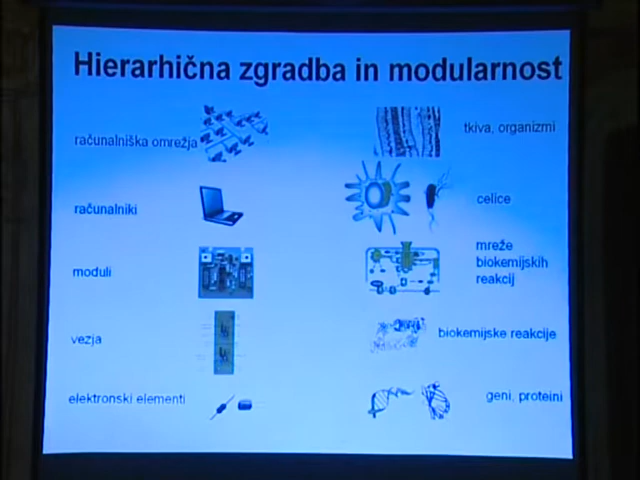 Hierarhična zgradba in modularnost
računalniška omrežja
tkiva, organizmi
računalniki
celice
moduli
mreže
biokemijskih
reakcij
vezja
biokemijske reakcije
elektronski elementi
geni, proteini